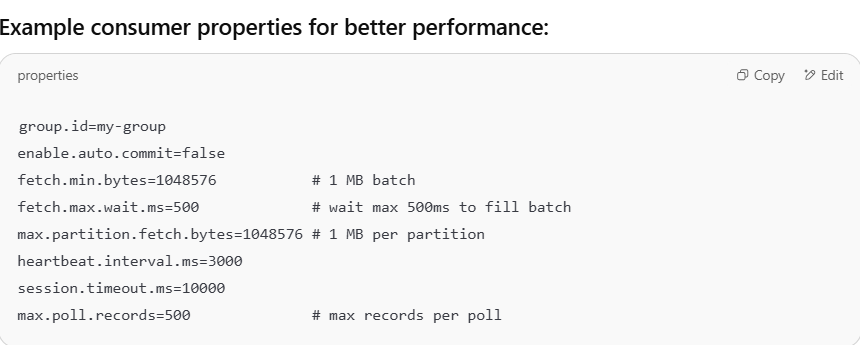 Example consumer properties for better performance:
properties
Copy
Edit
group.id=my-group
enable.auto.commit=false
fetch.min.bytes=1048576           # 1 MB batch
fetch.max.wait.ms=500             # wait max 500ms to fill batch
max.partition.fetch.bytes=1048576 # 1 MB per partition
heartbeat.interval.ms=3000
session.timeout.ms=10000
max.poll.records=500              # max records per poll